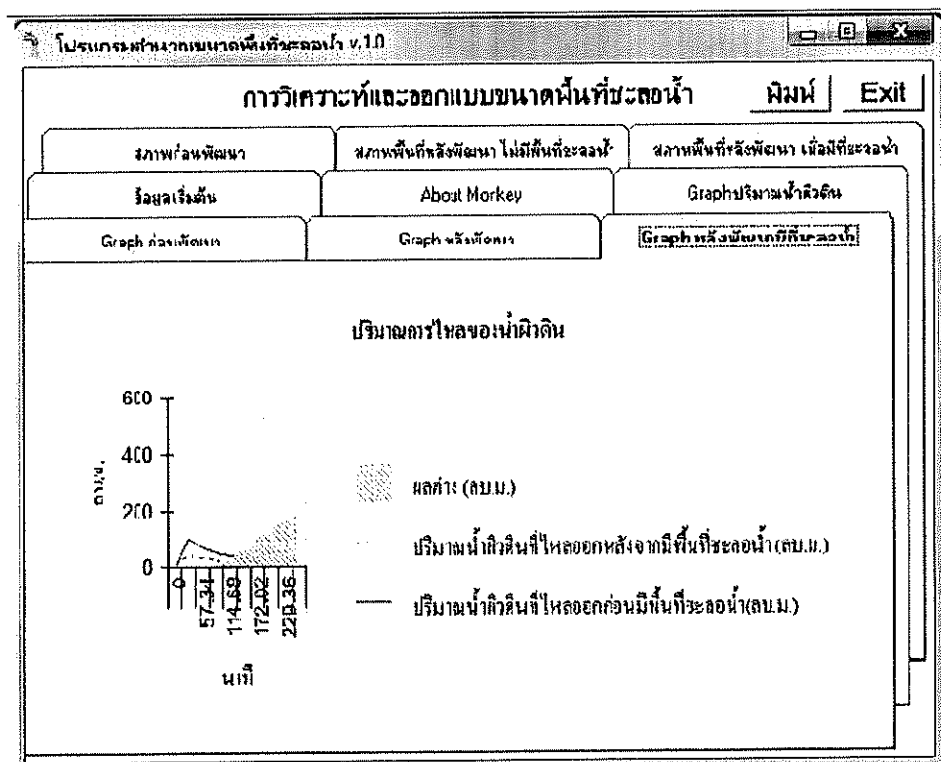 โปรแกรมคำนวณขนาดพื้นที่ชะลอน้ำ v.1.0
การวิเคราะห์และออกแบบขนาดพื้นที่ชะลอน้ำ พิมพ์ Exit
สภาพก่อนพัฒนา สภาพพื้นที่หลังพัฒนา ไม่มีพื้นที่ชะลอน้ำ สภาพพื้นที่หลังพัฒนา เมื่อมีที่ชะลอน้ำ
ข้อมูลเริ่มต้น About Morkey Graphปริมาณน้ำผิวดิน
Graph ก่อนพัฒนา Graph หลังพัฒนา Graph หลังพัฒนามีที่ชะลอน้ำ
ปริมาณการไหลของน้ำผิวดิน
600
400
200
0
ลบ.ม.
0
57.34
114.68
172.02
229.36
นาที
ผลต่าง (ลบ.ม.)
ปริมาณน้ำผิวดินที่ไหลออกหลังจากมีพื้นที่ชะลอน้ำ(ลบ.ม.)
ปริมาณน้ำผิวดินที่ไหลออกก่อนมีพื้นที่ชะลอน้ำ(ลบ.ม.)